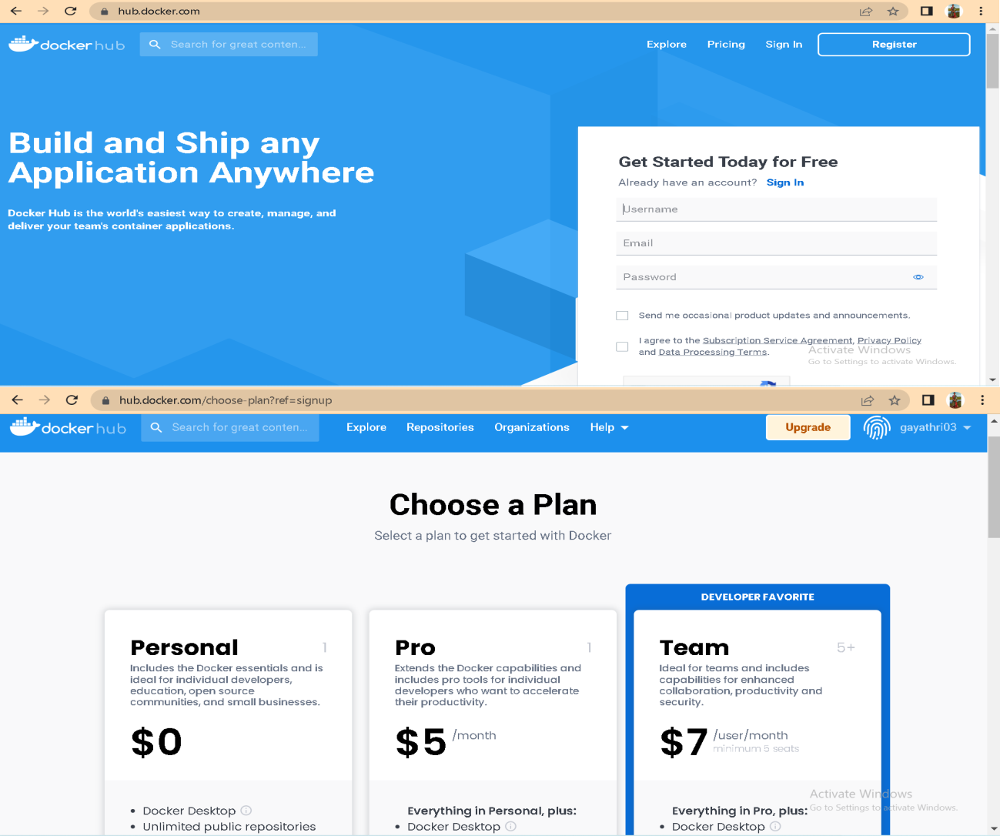 hub.docker.com
docker hub
Search for great conten...
Explore Pricing Sign In Register
Build and Ship any
Application Anywhere
Docker Hub is the world's easiest way to create, manage, and
deliver your team's container applications.
Get Started Today for Free
Already have an account? Sign In
Username
Email
Password
Send me occasional product updates and announcements.
I agree to the Subscription Service Agreement, Privacy Policy
and Data Processing Terms.
Activate Windows
Go to Settings to activate Windows.
hub.docker.com/choose-plan?ref=signup
docker hub
Search for great conten...
Explore Repositories Organizations Help Upgrade gayathri03
Choose a Plan
Select a plan to get started with Docker
Personal 1
Includes the Docker essentials and is
ideal for individual developers,
education, open source
communities, and small businesses.
$0
Docker Desktop
Unlimited public repositories
Pro 1
Extends the Docker capabilities and
includes pro tools for individual
developers who want to accelerate
their productivity.
$5 /month
Everything in Personal, plus:
Docker Desktop
DEVELOPER FAVORITE
Team 5+
Ideal for teams and includes
capabilities for enhanced
collaboration, productivity and
security.
$7 /user/month
minimum 5 seats
Everything in Pro, plus:
Docker Desktop
Activate Windows
Go to Settings to activate Windows.